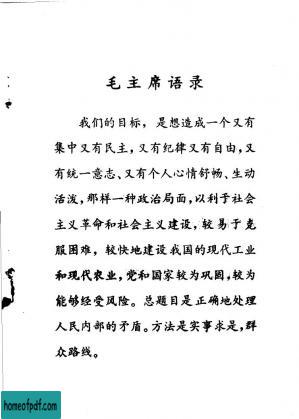 毛主席语录
我们的目标，是想造成一个又有
集中又有民主，又有纪律又有自由，又
有统一意志、又有个人心情舒畅、生动
活泼，那样一种政治局面，以利于社会
主义革命和社会主义建设，较易于克
服困难，较快地建设我国的现代工业
和现代农业，党和国家较为巩固，较为
能够经受风险。总题目是正确地处理
人民内部的矛盾。方法是实事求是，群
众路线。
homeofpdf.com
homeofpdf.com